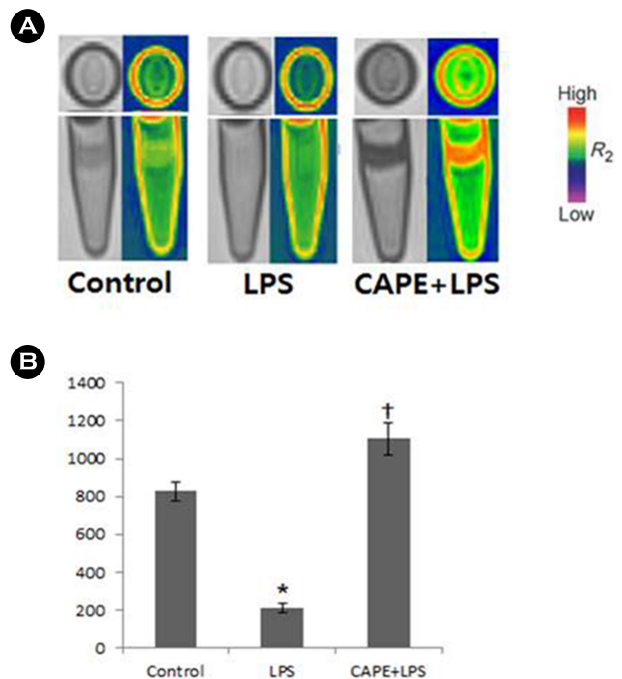 A
High
R2
Low
Control LPS CAPE+LPS
B
1400
1200
1000
800
600
400
200
0
*
†
Control LPS CAPE+LPS